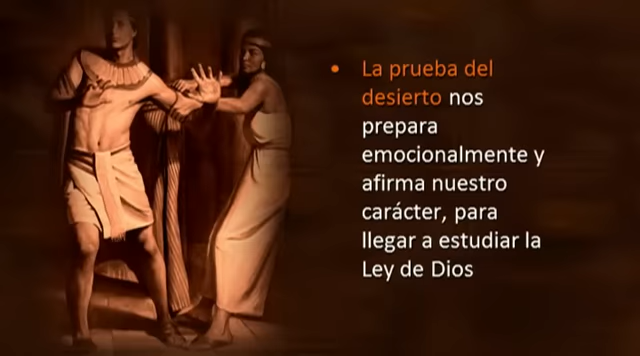 • La prueba del
desierto nos
prepara
emocionalmente y
afirma nuestro
carácter, para
llegar a estudiar la
Ley de Dios